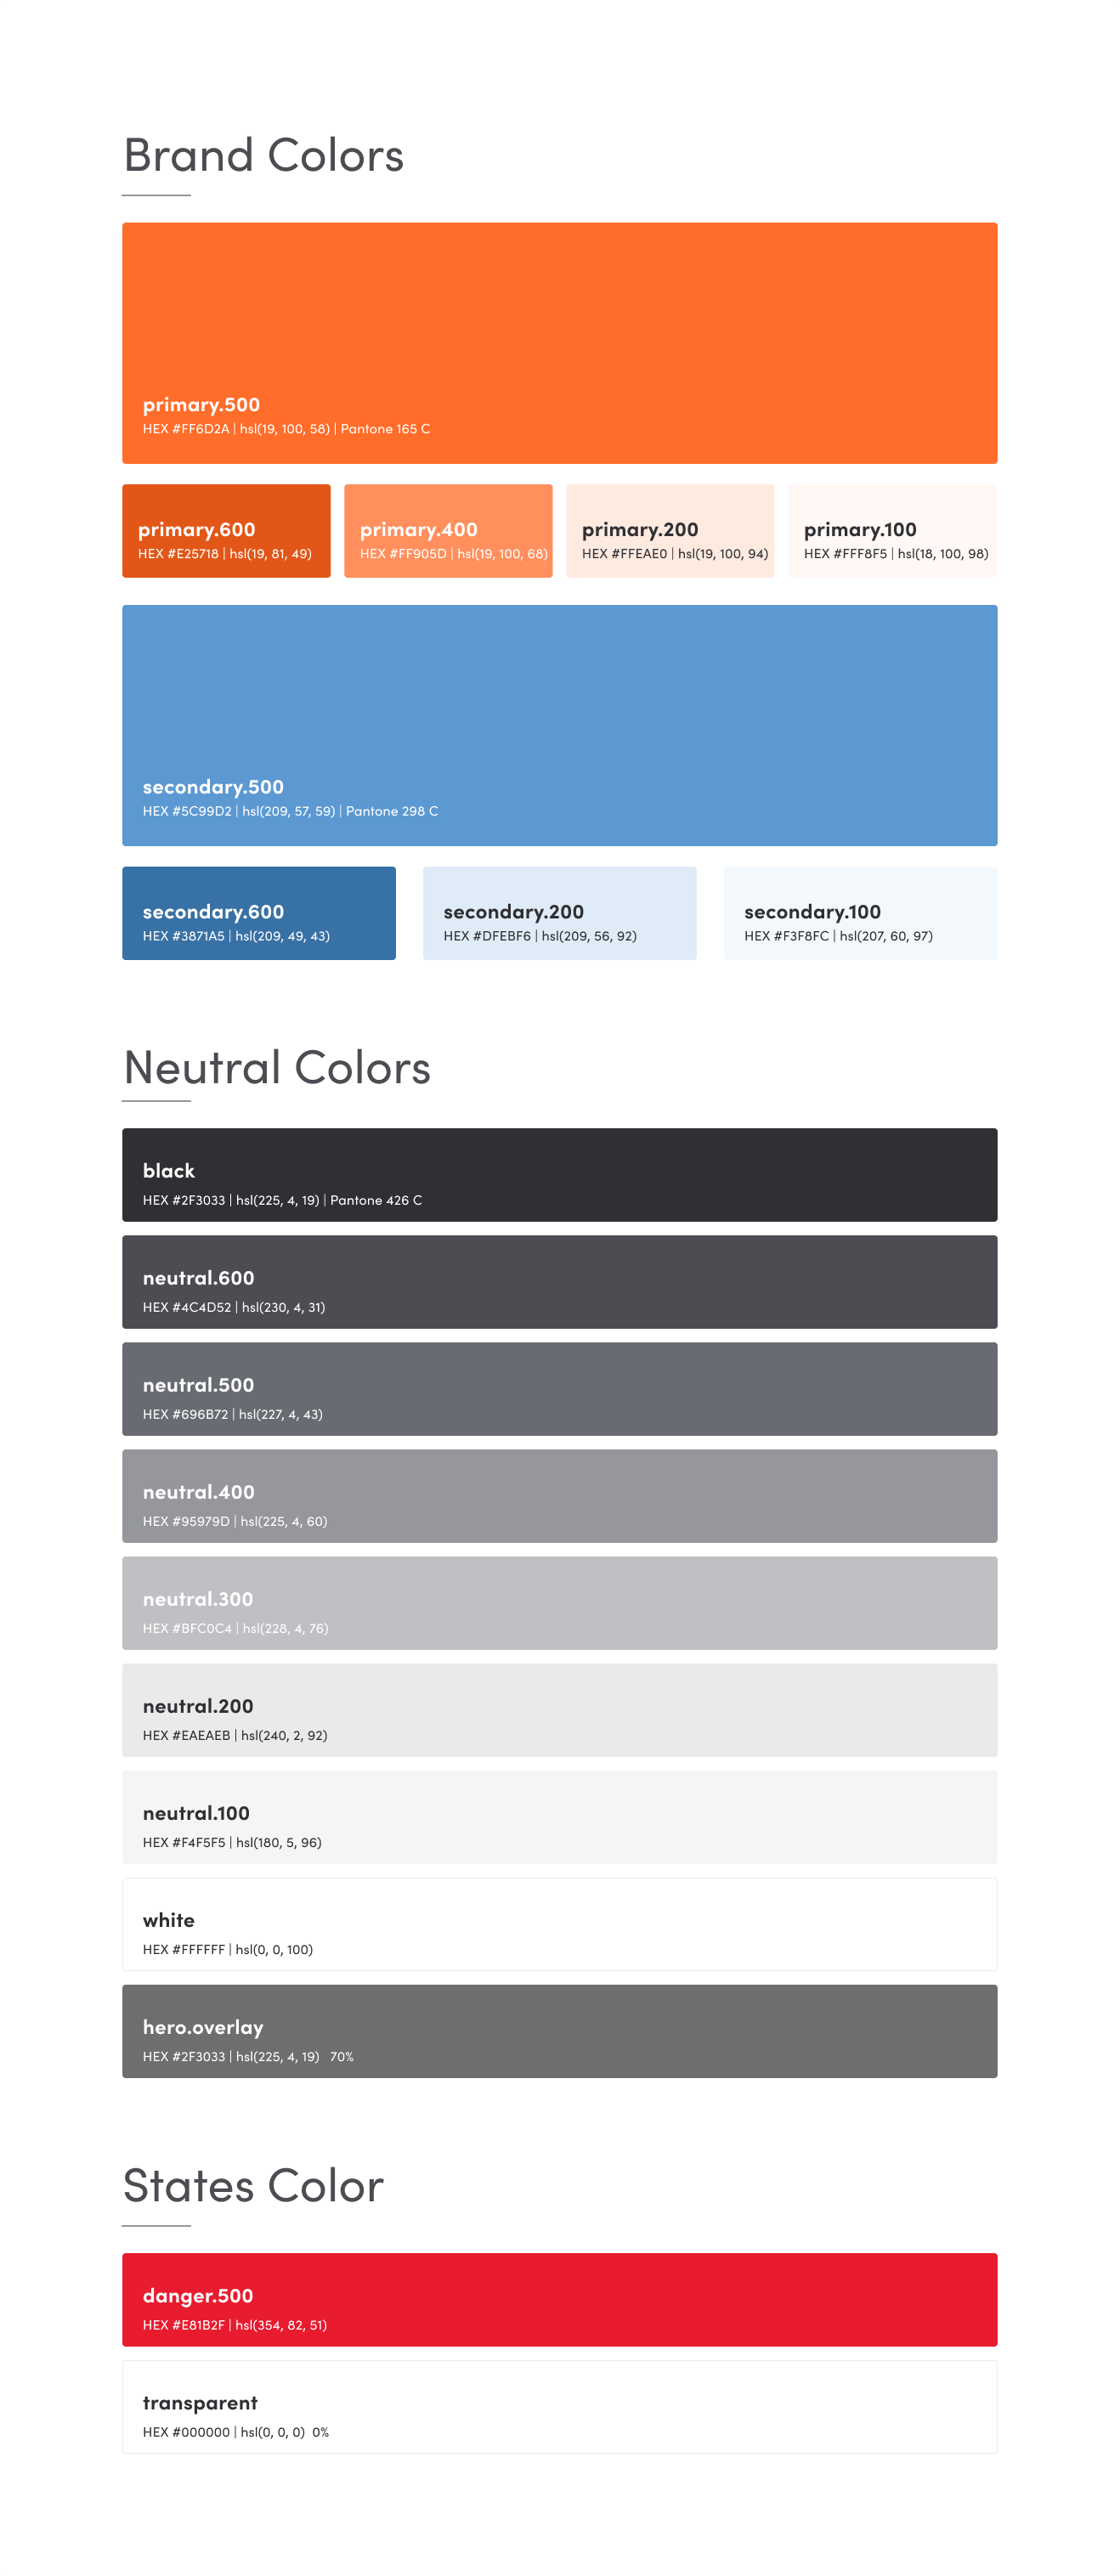 Brand Colors
primary.500
HEX #FF6D2A | hsl(19, 100, 58) | Pantone 165 C
primary.600
HEX #E25718 | hsl(19, 81, 49)
primary.400
HEX #FF905D | hsl(19, 100, 68)
primary.200
HEX #FFEAE0 | hsl(19, 100, 94)
primary.100
HEX #FFF8F5 | hsl(18, 100, 98)
secondary.500
HEX #5C99D2 | hsl(209, 57, 59) | Pantone 298 C
secondary.600
HEX #3871A5 | hsl(209, 49, 43)
secondary.200
HEX #DFEBF6 | hsl(209, 56, 92)
secondary.100
HEX #F3F8FC | hsl(207, 60, 97)
Neutral Colors
black
HEX #2F3033 | hsl(225, 4, 19) | Pantone 426 C
neutral.600
HEX #4C4D52 | hsl(230, 4, 31)
neutral.500
HEX #696B72 | hsl(227, 4, 43)
neutral.400
HEX #95979D | hsl(225, 4, 60)
neutral.300
HEX #BFC0C4 | hsl(228, 4, 76)
neutral.200
HEX #EAEAEB | hsl(240, 2, 92)
neutral.100
HEX #F4F5F5 | hsl(180, 5, 96)
white
HEX #FFFFFF | hsl(0, 0, 100)
hero.overlay
HEX #2F3033 | hsl(225, 4, 19) 70%
States Color
danger.500
HEX #E81B2F | hsl(354, 82, 51)
transparent
HEX #000000 | hsl(0, 0, 0) 0%